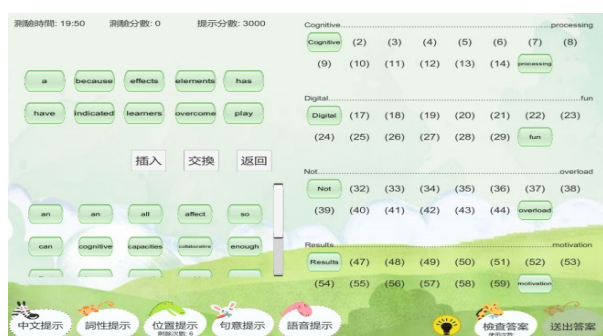 測驗時間: 19:50 測驗分數: 0 提示分數: 3000
a because effects elements has
have indicated learners overcome play
插入 交換 返回
an an all affect so
can cognitive capacities collaborative enough
Cognitive processing
Cognitive (2) (3) (4) (5) (6) (7) (8)
(9) (10) (11) (12) (13) (14) processing
Digital fun
Digital (17) (18) (19) (20) (21) (22) (23)
(24) (25) (26) (27) (28) (29) fun
Not overload
Not (32) (33) (34) (35) (36) (37) (38)
(39) (40) (41) (42) (43) (44) overload
Results motivation
Results (47) (48) (49) (50) (51) (52) (53)
(54) (55) (56) (57) (58) (59) motivation
中文提示 詞性提示 位置提示 句意提示 語音提示 檢查答案 送出答案